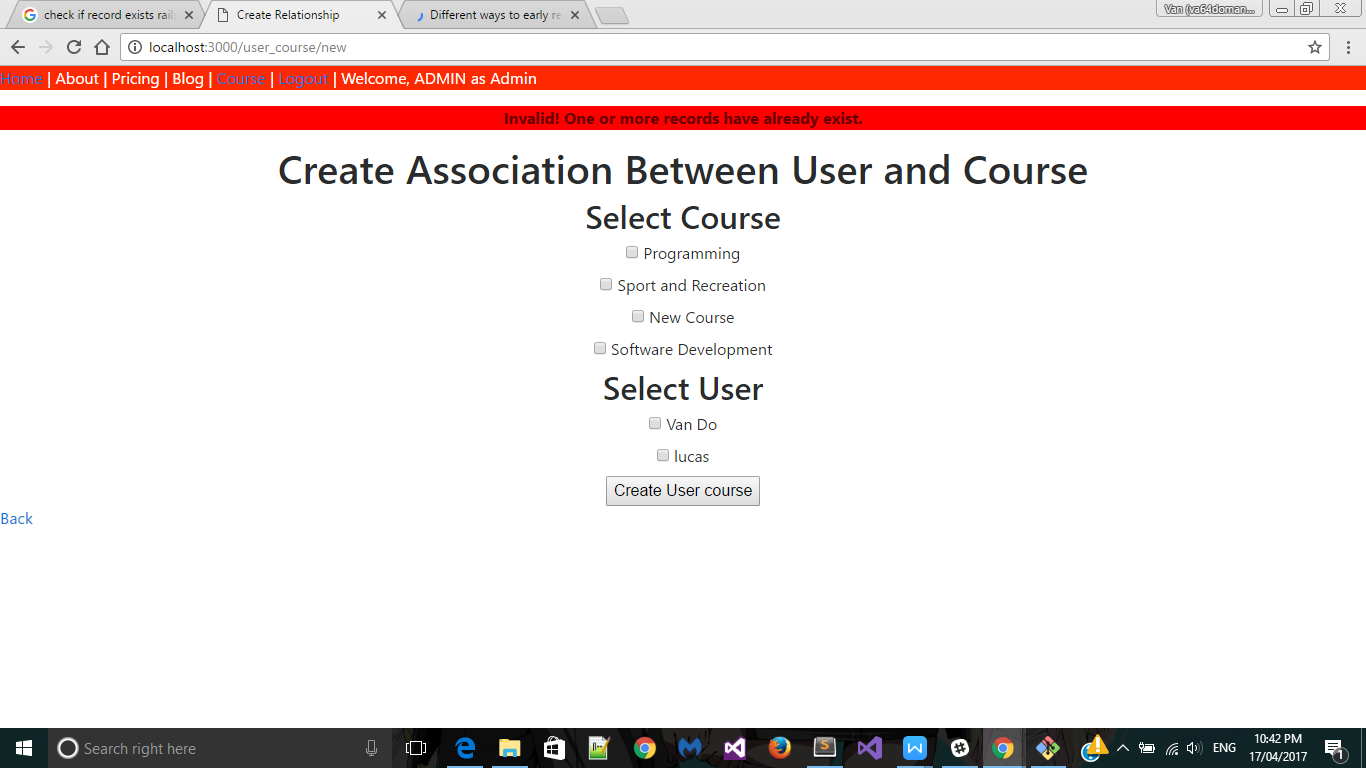 check if record exists rail
Create Relationship
Different ways to early re
Van (va64doman...
localhost:3000/user_course/new
Home | About | Pricing | Blog | Course | Logout | Welcome, ADMIN as Admin
Invalid! One or more records have already exist.
Create Association Between User and Course
Select Course
Programming
Sport and Recreation
New Course
Software Development
Select User
Van Do
lucas
Create User course
Back
Search right here
ENG
10:42 PM
17/04/2017
1